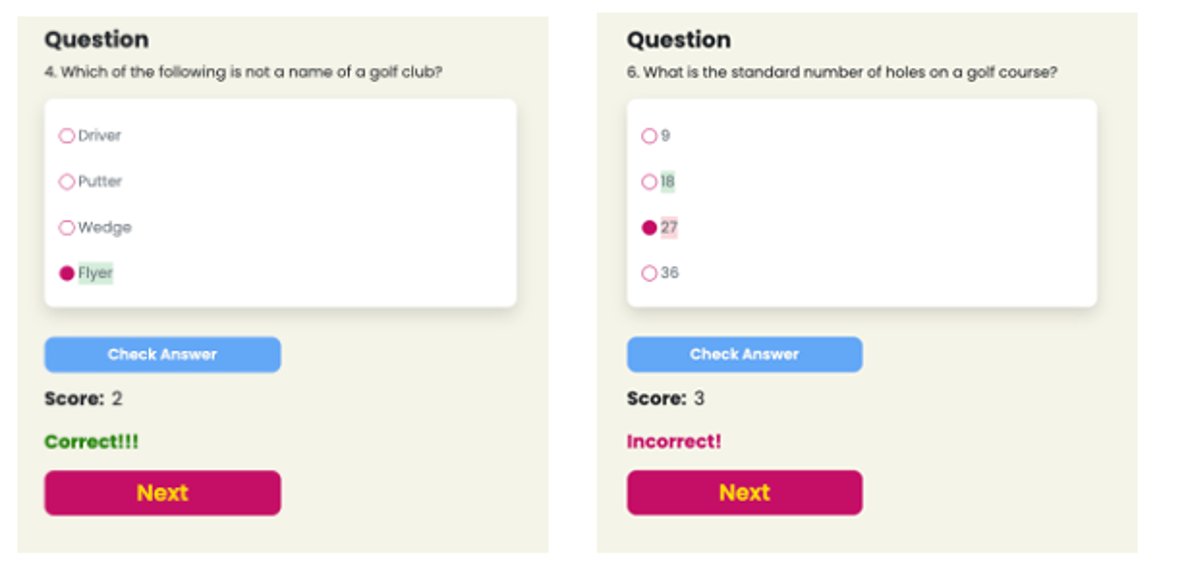 Question
4. Which of the following is not a name of a golf club?
Driver
Putter
Wedge
Flyer
Check Answer
Score: 2
Correct!!!
Next
Question
6. What is the standard number of holes on a golf course?
9
18
27
36
Check Answer
Score: 3
Incorrect!
Next